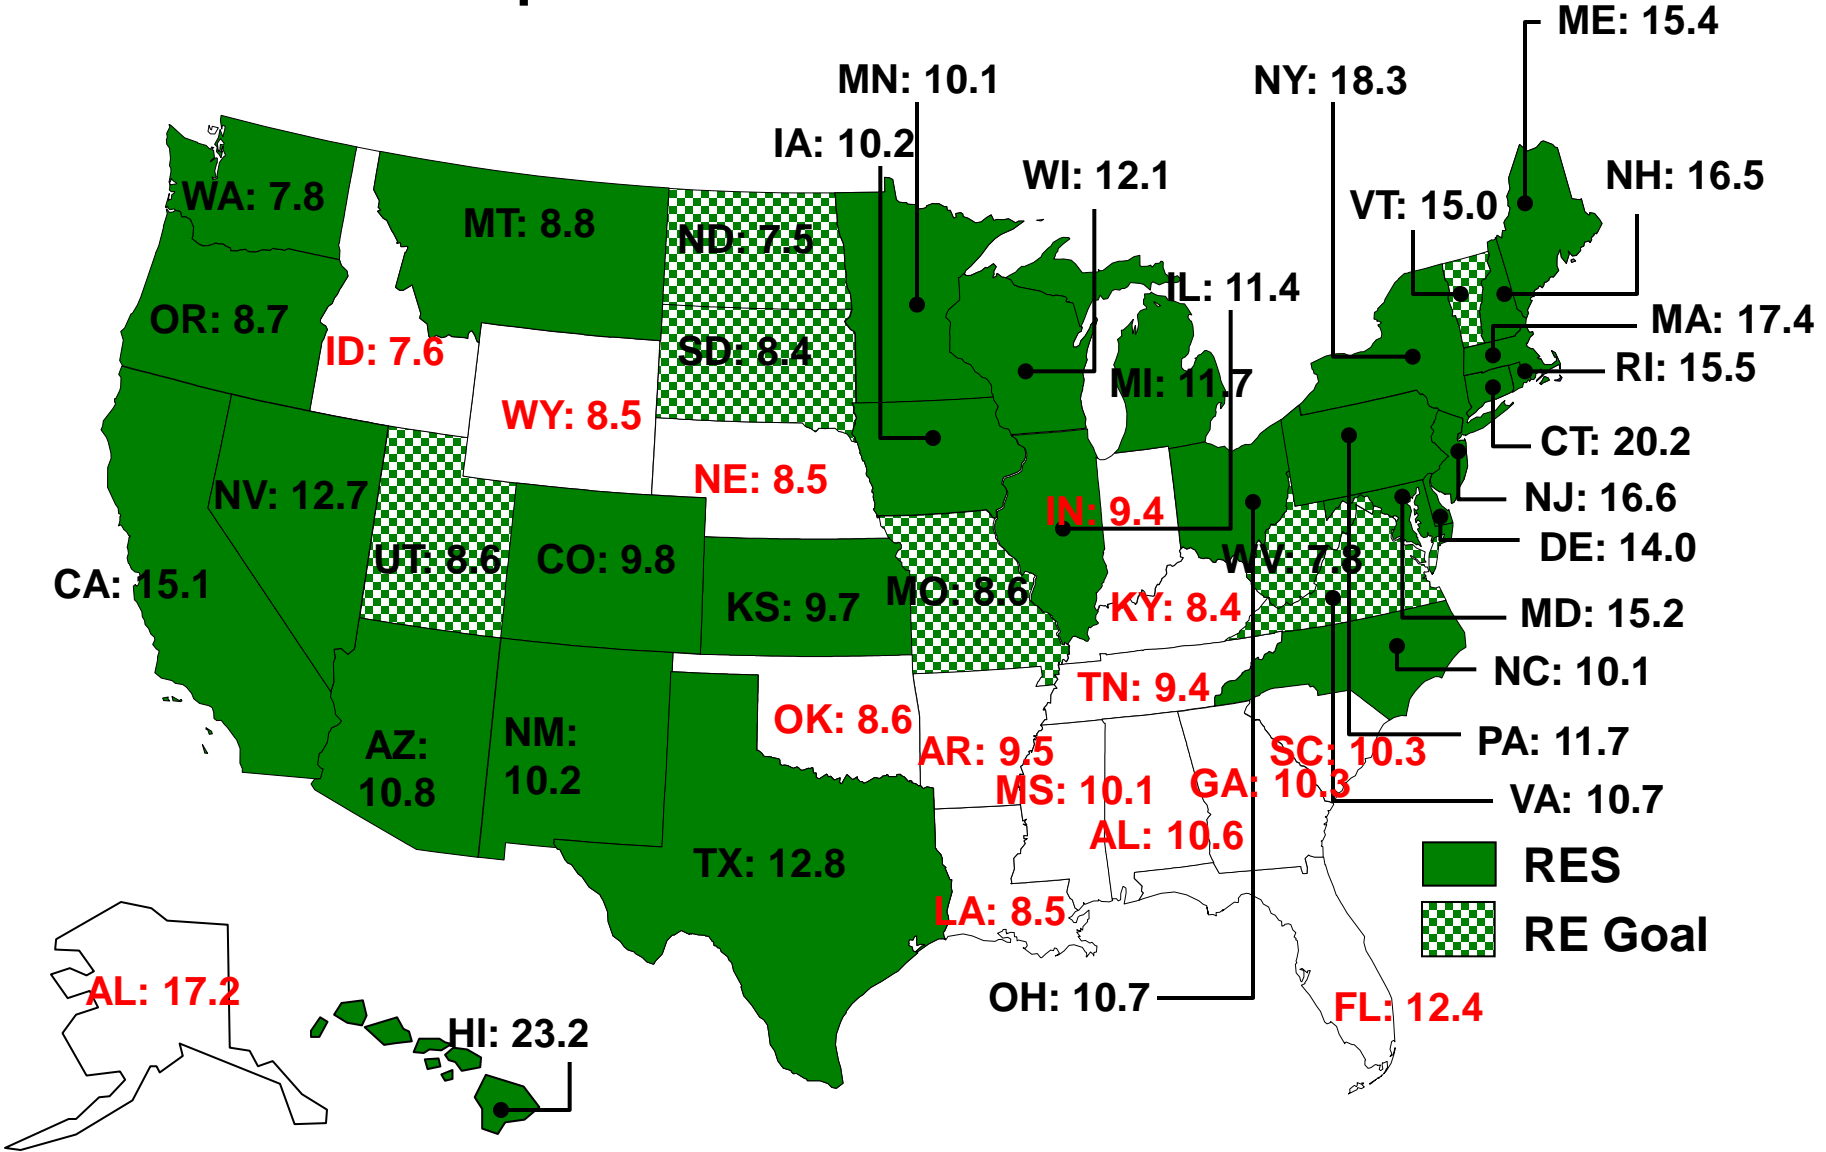 ME: 15.4
MN: 10.1
NY: 18.3
IA: 10.2
WI: 12.1
NH: 16.5
WA: 7.8
VT: 15.0
MT: 8.8
ND: 7.5
IL: 11.4
OR: 8.7
MA: 17.4
ID: 7.6
SD: 8.4
RI: 15.5
MI: 11.7
WY: 8.5
CT: 20.2
NE: 8.5
NV: 12.7
NJ: 16.6
IN: 9.4
UT: 8.6
CO: 9.8
WV: 7.8
DE: 14.0
CA: 15.1
MO: 8.6
KS: 9.7
KY: 8.4
MD: 15.2
NC: 10.1
TN: 9.4
OK: 8.6
NM:
10.2
AZ:
10.8
AR: 9.5
SC: 10.3
PA: 11.7
MS: 10.1
GA: 10.3
VA: 10.7
AL: 10.6
TX: 12.8
RES
LA: 8.5
RE Goal
AL: 17.2
OH: 10.7
FL: 12.4
HI: 23.2